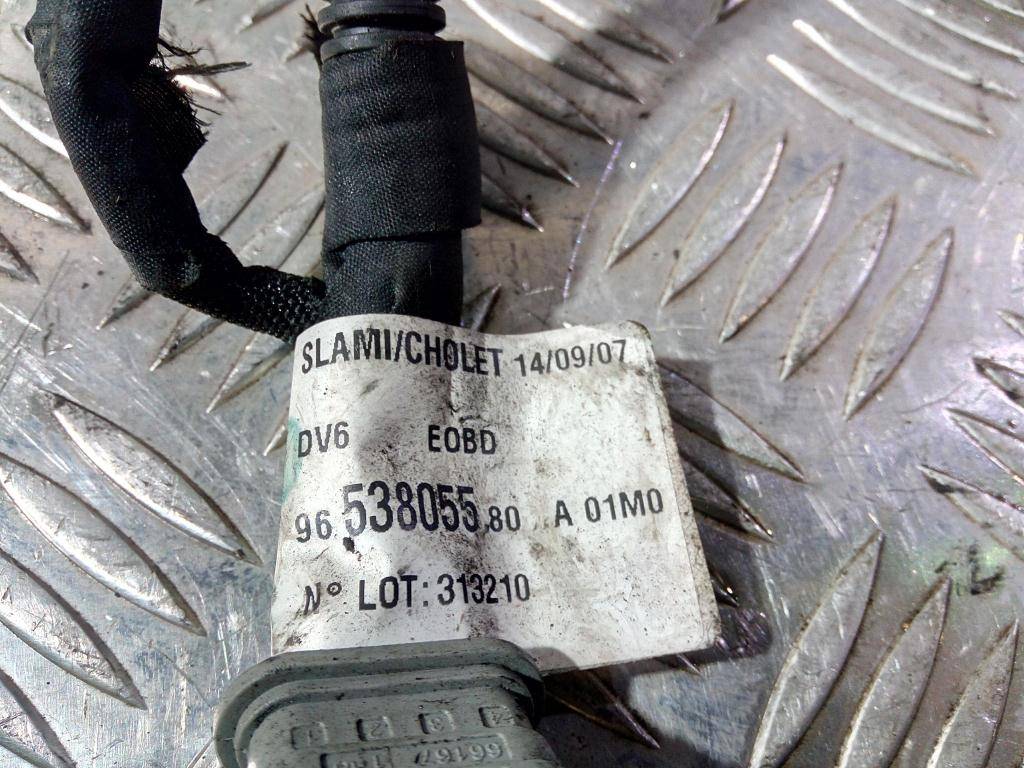 SLAMI/CHOLET 14/09/07
DV6 EOBD
96.538055.80 A 01M0
N° LOT: 313210